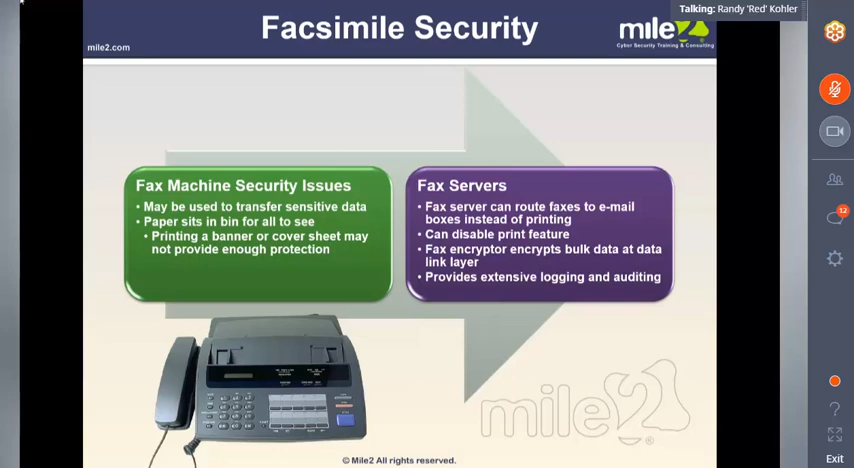 Talking: Randy 'Red' Kohler
Facsimile Security
mile2
Cyber Security Training & Consulting
mile2.com
Fax Machine Security Issues
• May be used to transfer sensitive data
• Paper sits in bin for all to see
• Printing a banner or cover sheet may
not provide enough protection
Fax Servers
• Fax server can route faxes to e-mail
boxes instead of printing
• Can disable print feature
• Fax encryptor encrypts bulk data at data
link layer
• Provides extensive logging and auditing
12
mile2
®
© Mile2 All rights reserved.
?
Exit